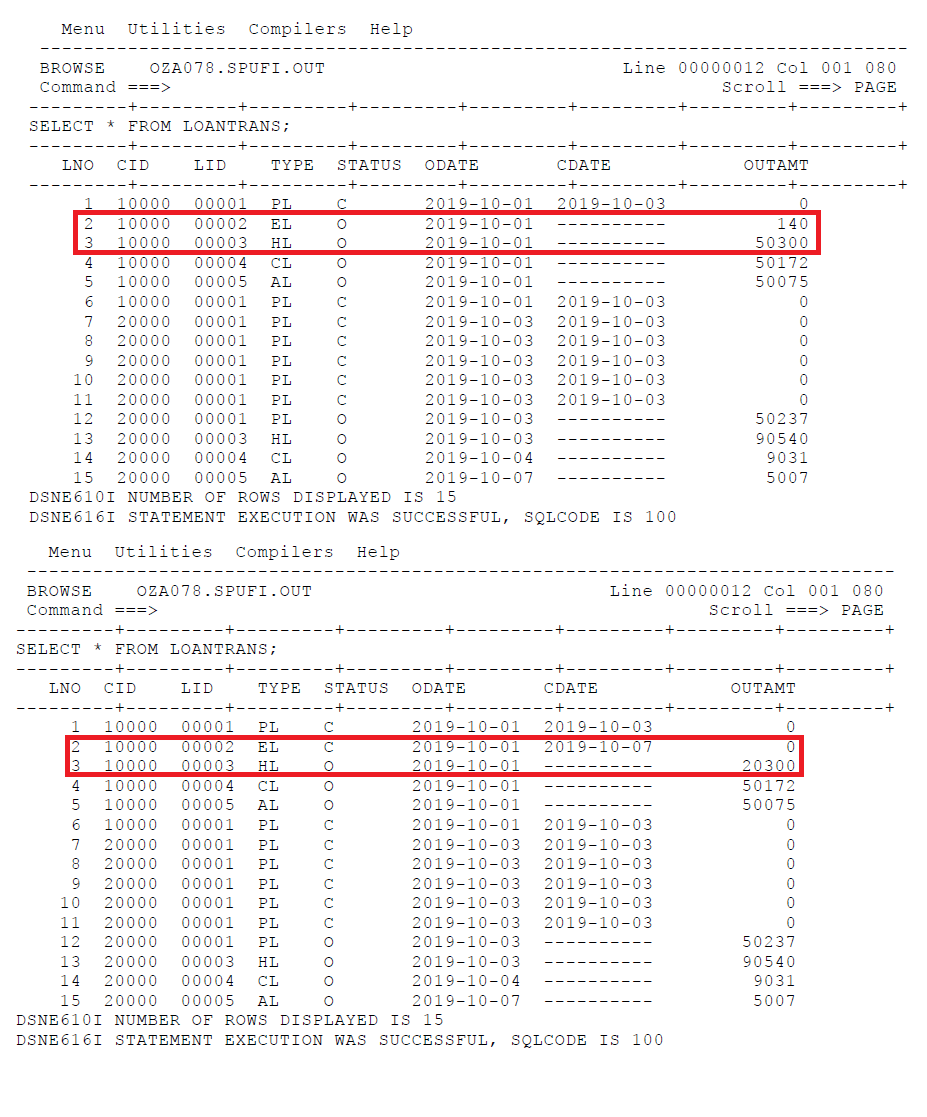 Menu  Utilities  Compilers  Help
-------------------------------------------------------------------------------
BROWSE    OZA078.SPUFI.OUT                           Line 00000012 Col 001 080
Command ===>                                                  Scroll ===> PAGE
---------+---------+---------+---------+---------+---------+---------+---------+
SELECT * FROM LOANTRANS;
---------+---------+---------+---------+---------+---------+---------+---------+
LNO  CID    LID    TYPE  STATUS  ODATE       CDATE            OUTAMT
---------+---------+---------+---------+---------+---------+---------+---------+
1  10000  00001  PL    C       2019-10-01  2019-10-03            0
2  10000  00002  EL    O       2019-10-01  ----------          140
3  10000  00003  HL    O       2019-10-01  ----------        50300
4  10000  00004  CL    O       2019-10-01  ----------        50172
5  10000  00005  AL    O       2019-10-01  ----------        50075
6  10000  00001  PL    C       2019-10-01  2019-10-03            0
7  20000  00001  PL    C       2019-10-03  2019-10-03            0
8  20000  00001  PL    C       2019-10-03  2019-10-03            0
9  20000  00001  PL    C       2019-10-03  2019-10-03            0
10  20000  00001  PL    C       2019-10-03  2019-10-03            0
11  20000  00001  PL    C       2019-10-03  2019-10-03            0
12  20000  00001  PL    O       2019-10-03  ----------        50237
13  20000  00003  HL    O       2019-10-03  ----------        90540
14  20000  00004  CL    O       2019-10-04  ----------         9031
15  20000  00005  AL    O       2019-10-07  ----------         5007
DSNE610I NUMBER OF ROWS DISPLAYED IS 15
DSNE616I STATEMENT EXECUTION WAS SUCCESSFUL, SQLCODE IS 100
Menu  Utilities  Compilers  Help
-------------------------------------------------------------------------------
BROWSE    OZA078.SPUFI.OUT                           Line 00000012 Col 001 080
Command ===>                                                  Scroll ===> PAGE
---------+---------+---------+---------+---------+---------+---------+---------+
SELECT * FROM LOANTRANS;
---------+---------+---------+---------+---------+---------+---------+---------+
LNO  CID    LID    TYPE  STATUS  ODATE       CDATE            OUTAMT
---------+---------+---------+---------+---------+---------+---------+---------+
1  10000  00001  PL    C       2019-10-01  2019-10-03            0
2  10000  00002  EL    C       2019-10-01  2019-10-07            0
3  10000  00003  HL    O       2019-10-01  ----------        20300
4  10000  00004  CL    O       2019-10-01  ----------        50172
5  10000  00005  AL    O       2019-10-01  ----------        50075
6  10000  00001  PL    C       2019-10-01  2019-10-03            0
7  20000  00001  PL    C       2019-10-03  2019-10-03            0
8  20000  00001  PL    C       2019-10-03  2019-10-03            0
9  20000  00001  PL    C       2019-10-03  2019-10-03            0
10  20000  00001  PL    C       2019-10-03  2019-10-03            0
11  20000  00001  PL    C       2019-10-03  2019-10-03            0
12  20000  00001  PL    O       2019-10-03  ----------        50237
13  20000  00003  HL    O       2019-10-03  ----------        90540
14  20000  00004  CL    O       2019-10-04  ----------         9031
15  20000  00005  AL    O       2019-10-07  ----------         5007
DSNE610I NUMBER OF ROWS DISPLAYED IS 15
DSNE616I STATEMENT EXECUTION WAS SUCCESSFUL, SQLCODE IS 100